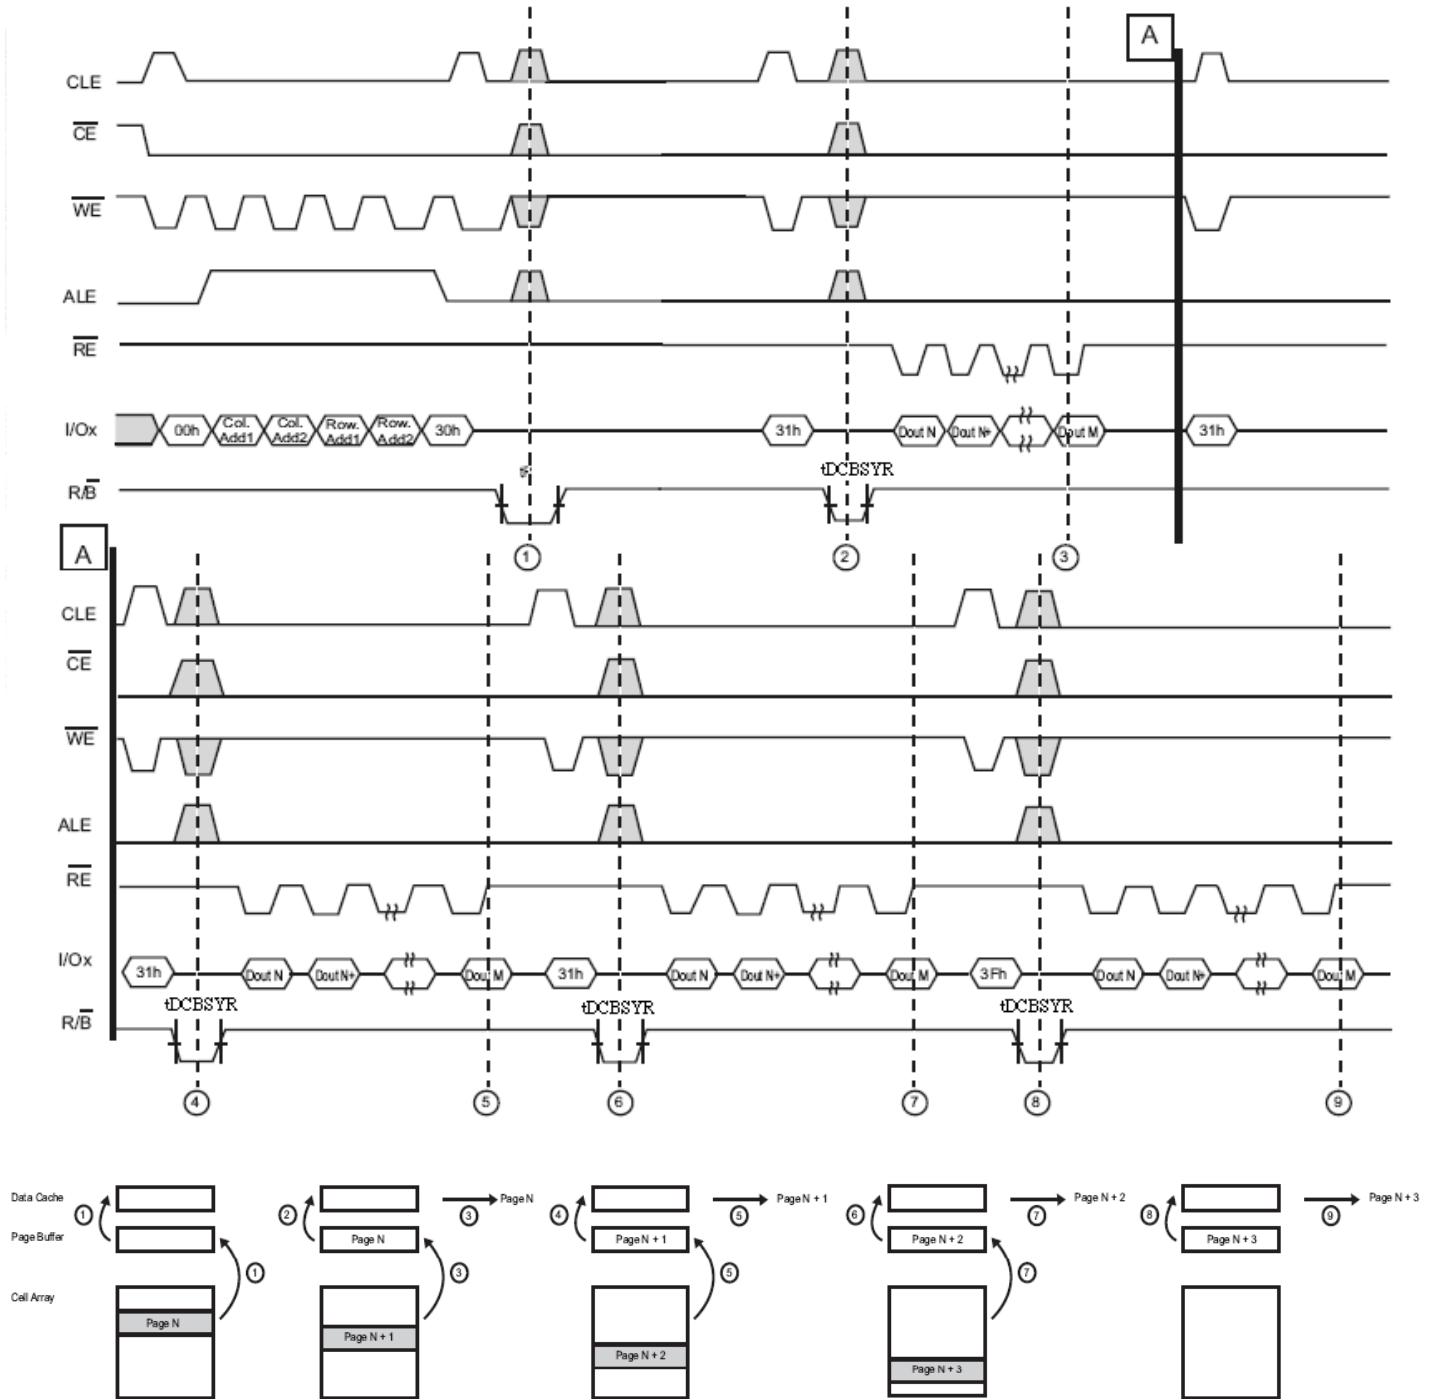 A
CLE
CE
WE
ALE
RE
I/Ox 00h Col. Add1 Col. Add2 Row. Add1 Row. Add2 30h 31h Dout N Dout N+ Dout M 31h
tDCBSYR
R/B
1 2 3
A
CLE
CE
WE
ALE
RE
I/Ox 31h Dout N Dout N+ Dout M 31h Dout N Dout N+ Dout M 3Fh Dout N Dout N+ Dout M
tDCBSYR tDCBSYR tDCBSYR
R/B
4 5 6 7 8 9
Data Cache 1 2 3 Page N 4 5 Page N + 1 6 7 Page N + 2 8 9 Page N + 3
Page Buffer Page N Page N + 1 Page N + 2 Page N + 3
1 3 5 7
Cell Array
Page N Page N + 1 Page N + 2 Page N + 3